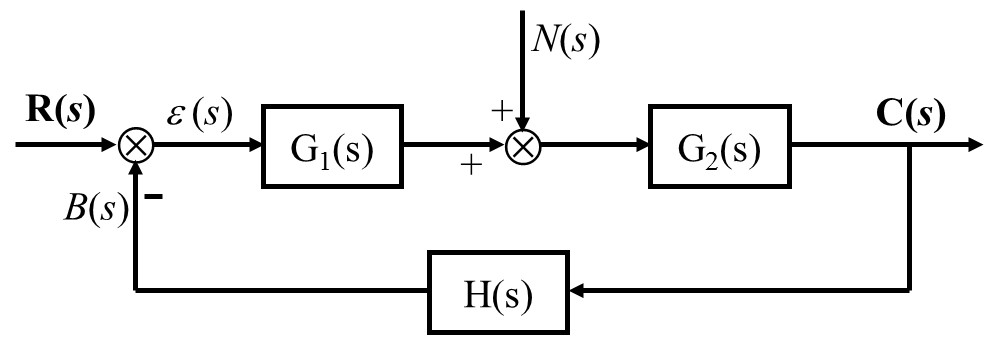 N(s)
+
R(s)
ε(s)
G₁(s)
+
G₂(s)
C(s)
B(s)
-
H(s)